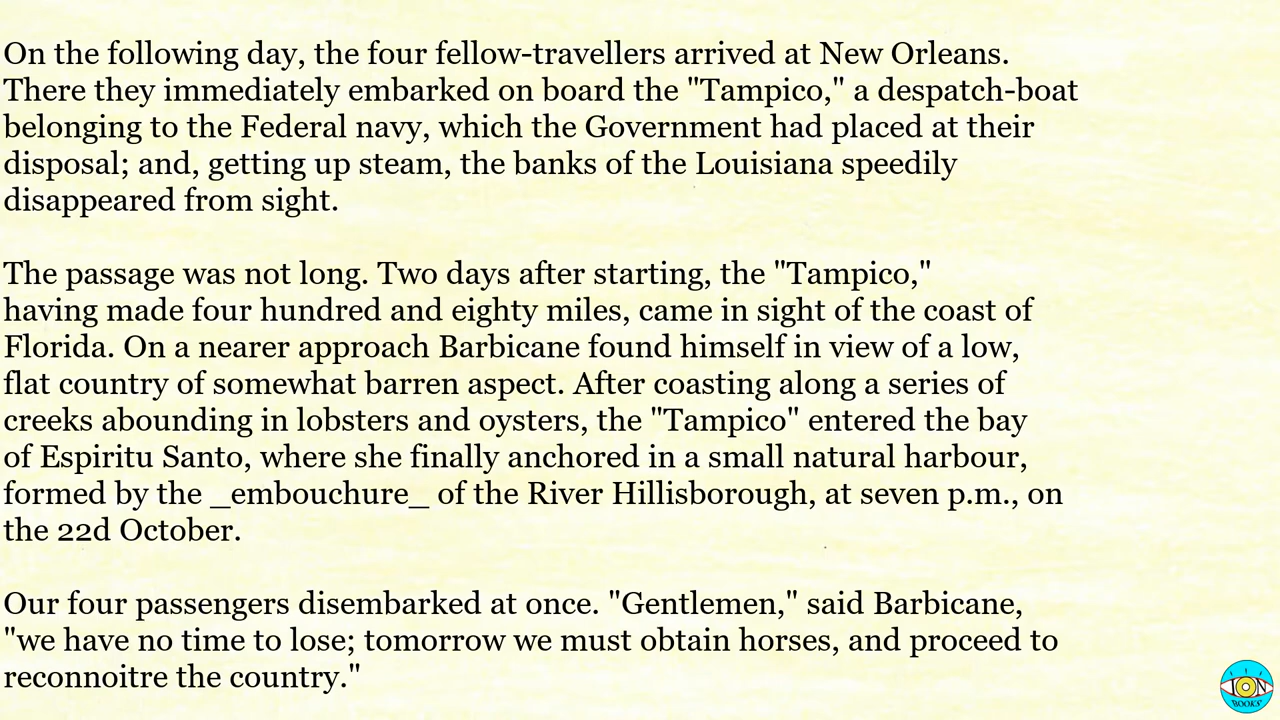 On the following day, the four fellow-travellers arrived at New Orleans.
There they immediately embarked on board the "Tampico," a despatch-boat
belonging to the Federal navy, which the Government had placed at their
disposal; and, getting up steam, the banks of the Louisiana speedily
disappeared from sight.
The passage was not long. Two days after starting, the "Tampico,"
having made four hundred and eighty miles, came in sight of the coast of
Florida. On a nearer approach Barbicane found himself in view of a low,
flat country of somewhat barren aspect. After coasting along a series of
creeks abounding in lobsters and oysters, the "Tampico" entered the bay
of Espiritu Santo, where she finally anchored in a small natural harbour,
formed by the _embouchure_ of the River Hillisborough, at seven p.m., on
the 22d October.
Our four passengers disembarked at once. "Gentlemen," said Barbicane,
"we have no time to lose; tomorrow we must obtain horses, and proceed to
reconnoitre the country."
ION
BOOKS